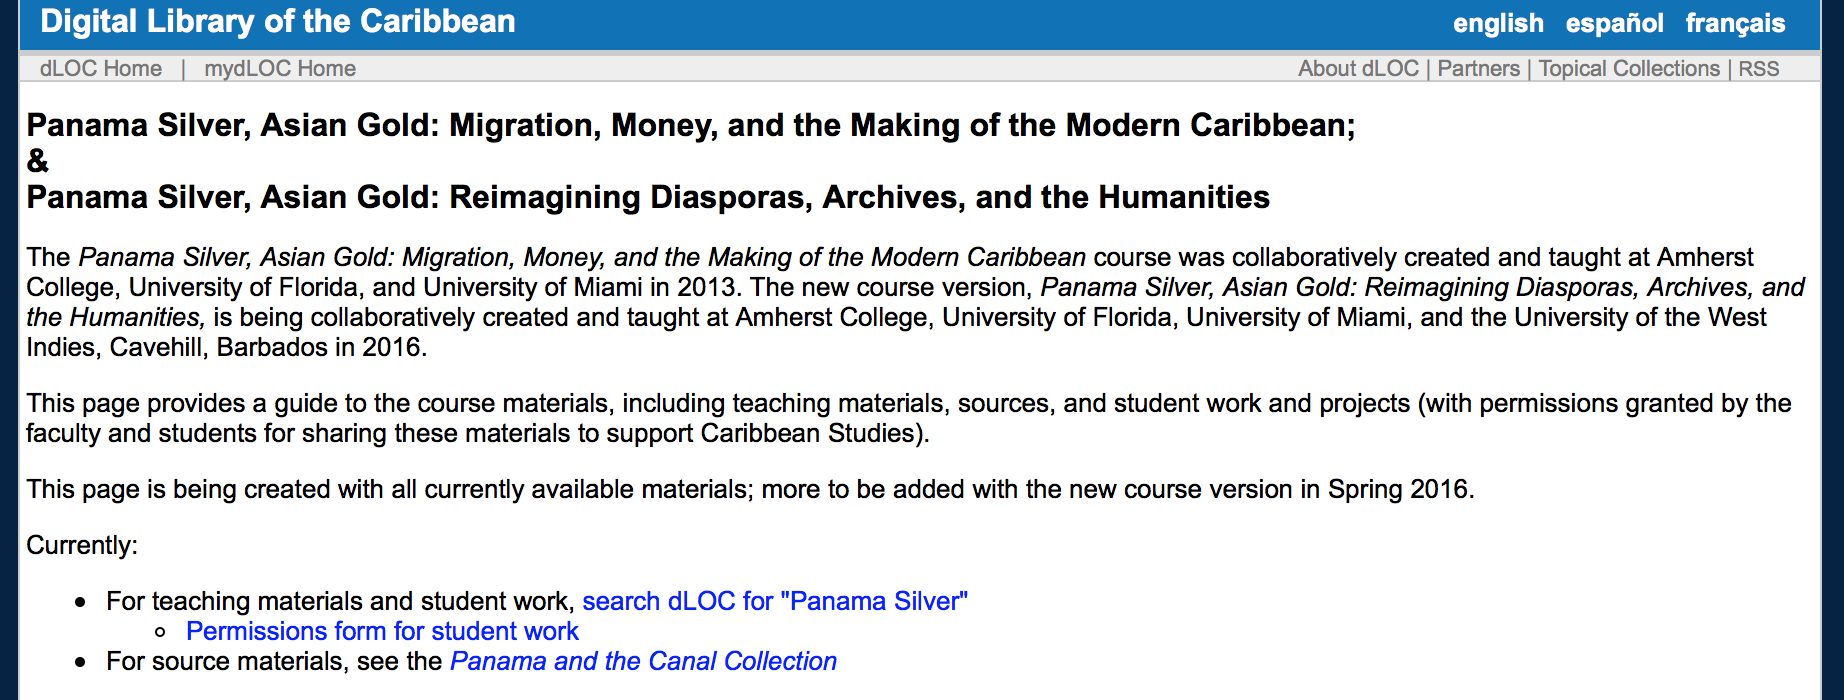 Digital Library of the Caribbean
english español français
dLOC Home | mydLOC Home
About dLOC | Partners | Topical Collections | RSS
Panama Silver, Asian Gold: Migration, Money, and the Making of the Modern Caribbean;
&
Panama Silver, Asian Gold: Reimagining Diasporas, Archives, and the Humanities
The Panama Silver, Asian Gold: Migration, Money, and the Making of the Modern Caribbean course was collaboratively created and taught at Amherst
College, University of Florida, and University of Miami in 2013. The new course version, Panama Silver, Asian Gold: Reimagining Diasporas, Archives, and
the Humanities, is being collaboratively created and taught at Amherst College, University of Florida, University of Miami, and the University of the West
Indies, Cavehill, Barbados in 2016.
This page provides a guide to the course materials, including teaching materials, sources, and student work and projects (with permissions granted by the
faculty and students for sharing these materials to support Caribbean Studies).
This page is being created with all currently available materials; more to be added with the new course version in Spring 2016.
Currently:
• For teaching materials and student work, search dLOC for "Panama Silver"
◦ Permissions form for student work
• For source materials, see the Panama and the Canal Collection